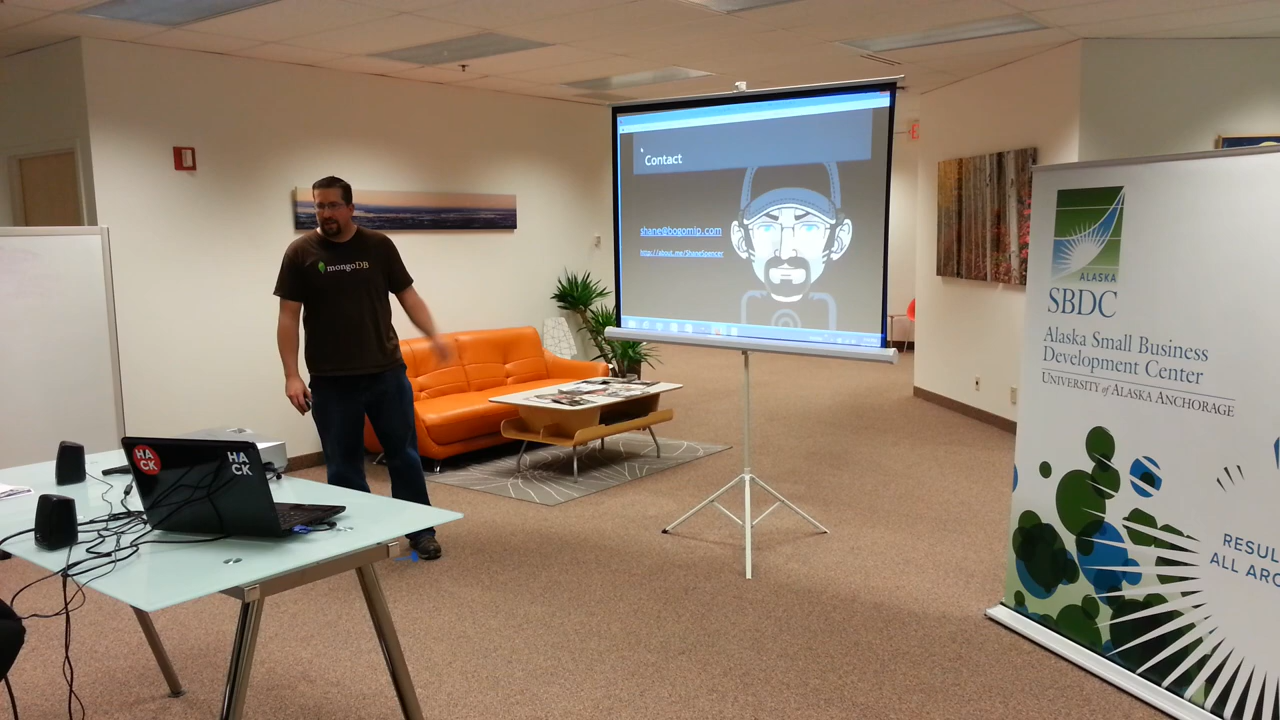 mongoDB
HA
CK
HA
CK
Contact
shane@bogomip.com
http://about.me/ShaneSpencer
ALASKA
SBDC
Alaska Small Business
Development Center
UNIVERSITY of ALASKA ANCHORAGE
RESUL
ALL ARO